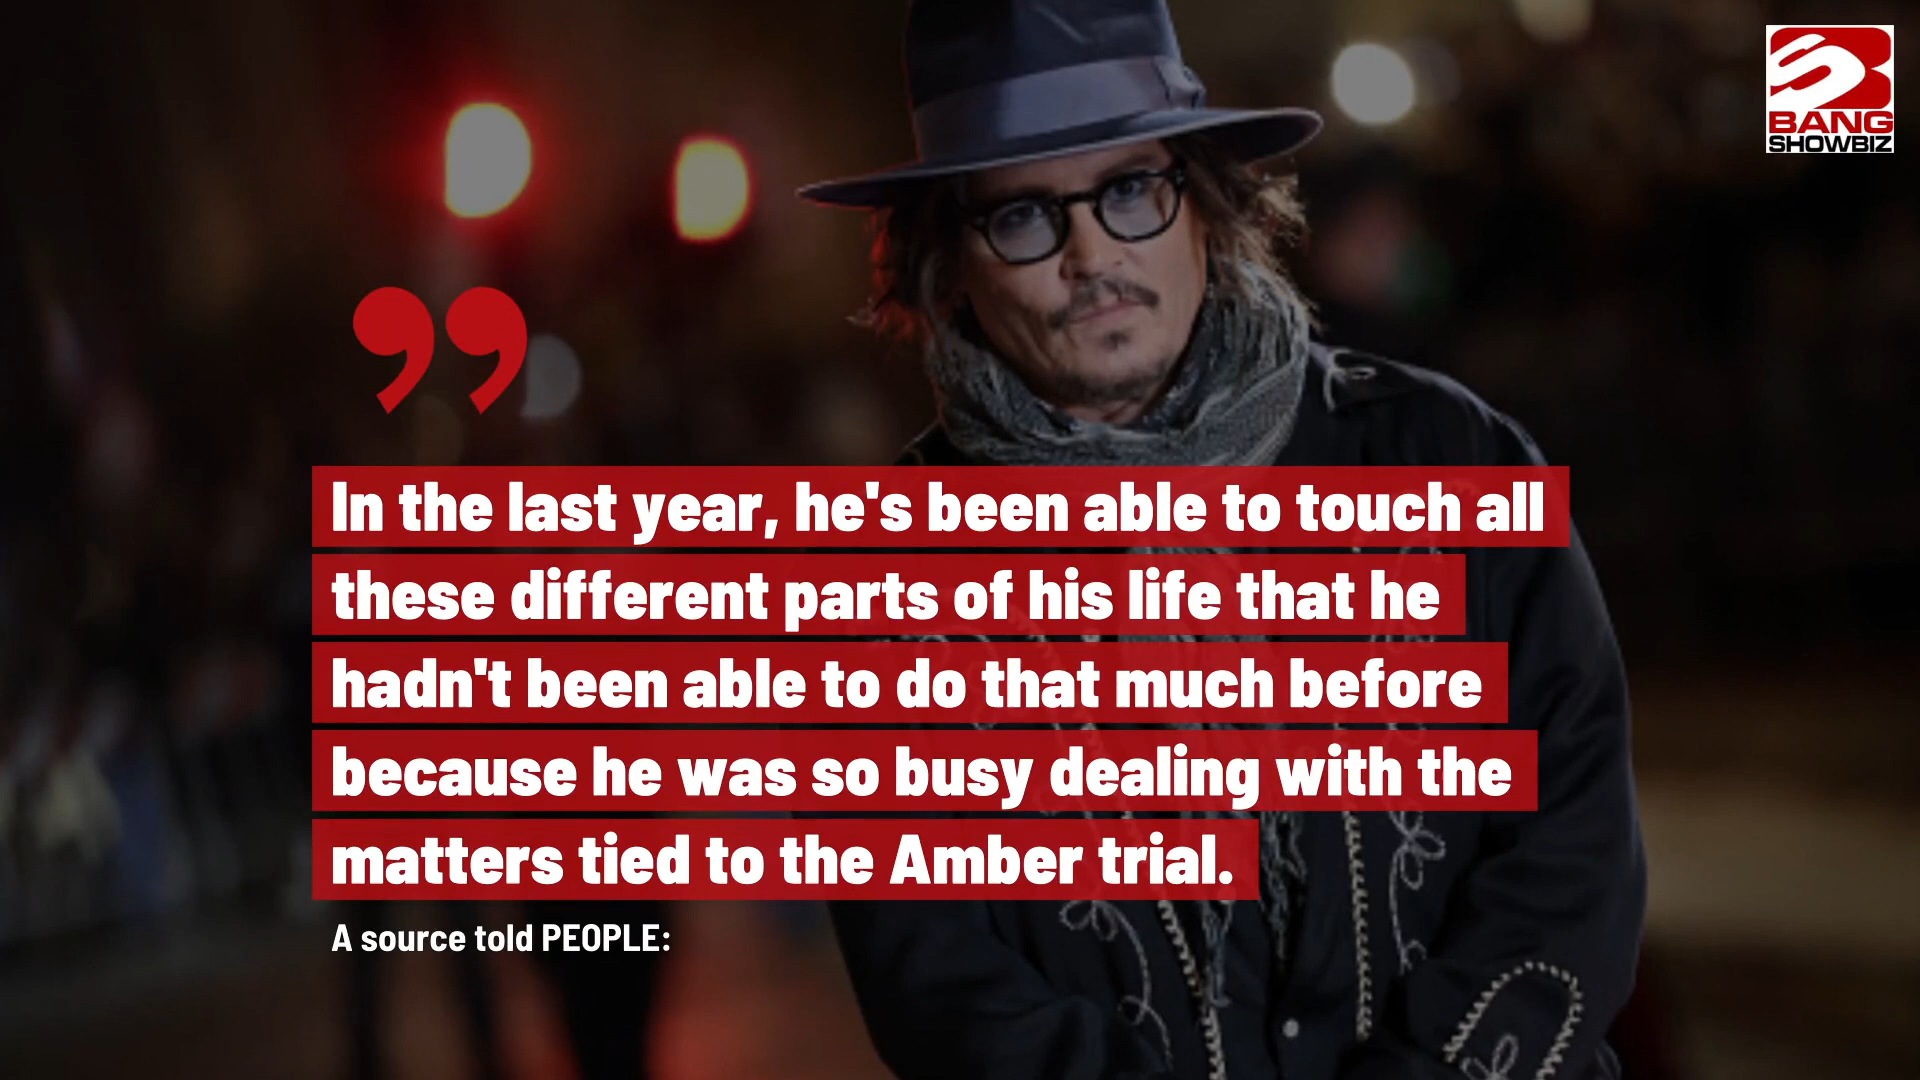 BANG
SHOWBIZ
In the last year, he's been able to touch all
these different parts of his life that he
hadn't been able to do that much before
because he was so busy dealing with the
matters tied to the Amber trial.
A source told PEOPLE: